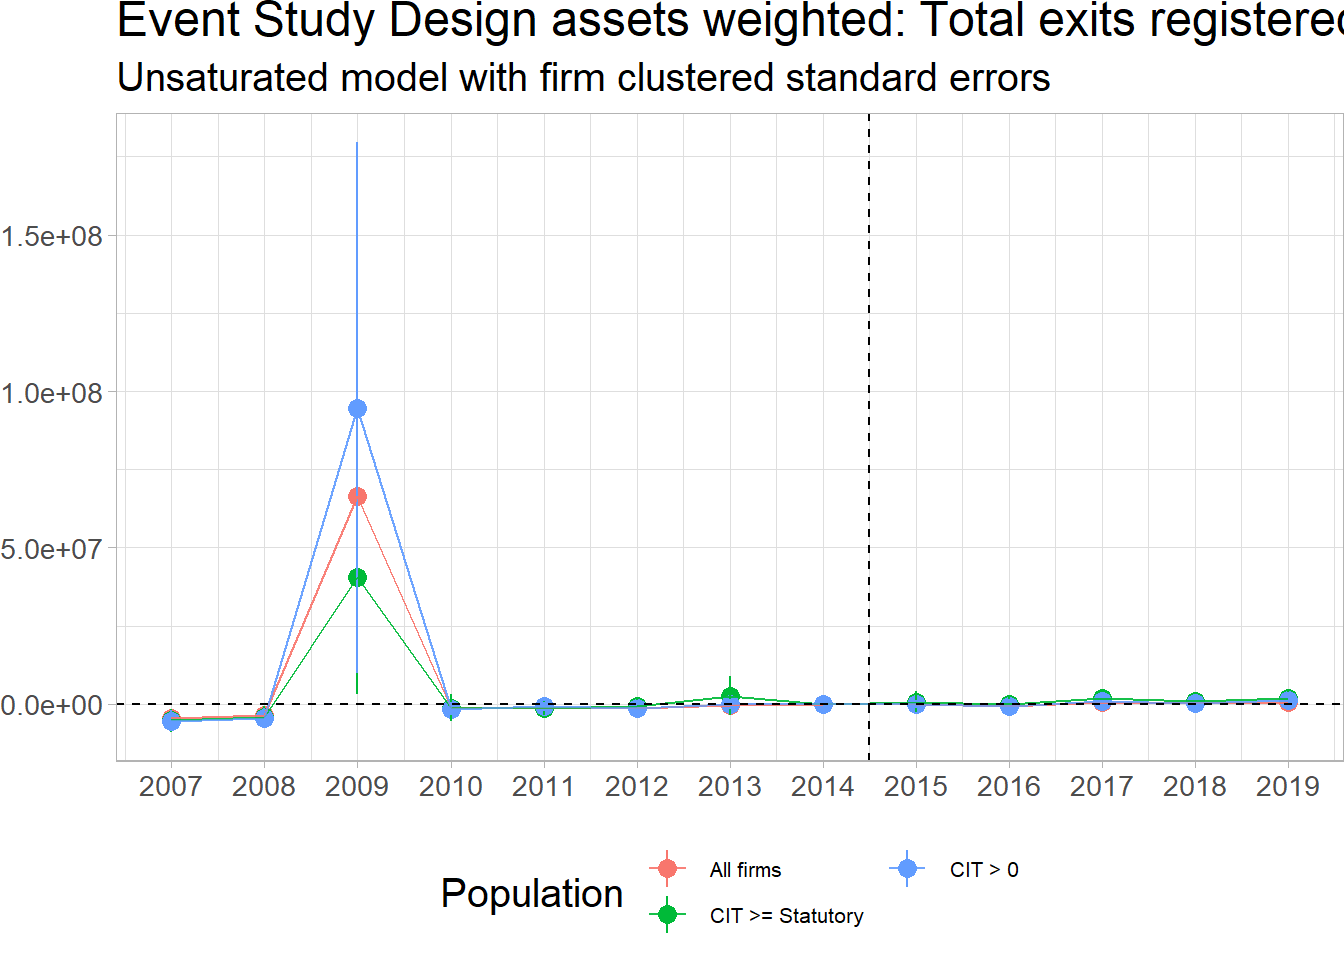 Event Study Design assets weighted: Total exits registered
Unsaturated model with firm clustered standard errors
1.5e+08
1.0e+08
5.0e+07
0.0e+00
2007 2008 2009 2010 2011 2012 2013 2014 2015 2016 2017 2018 2019
Population
All firms
CIT >= Statutory
CIT > 0